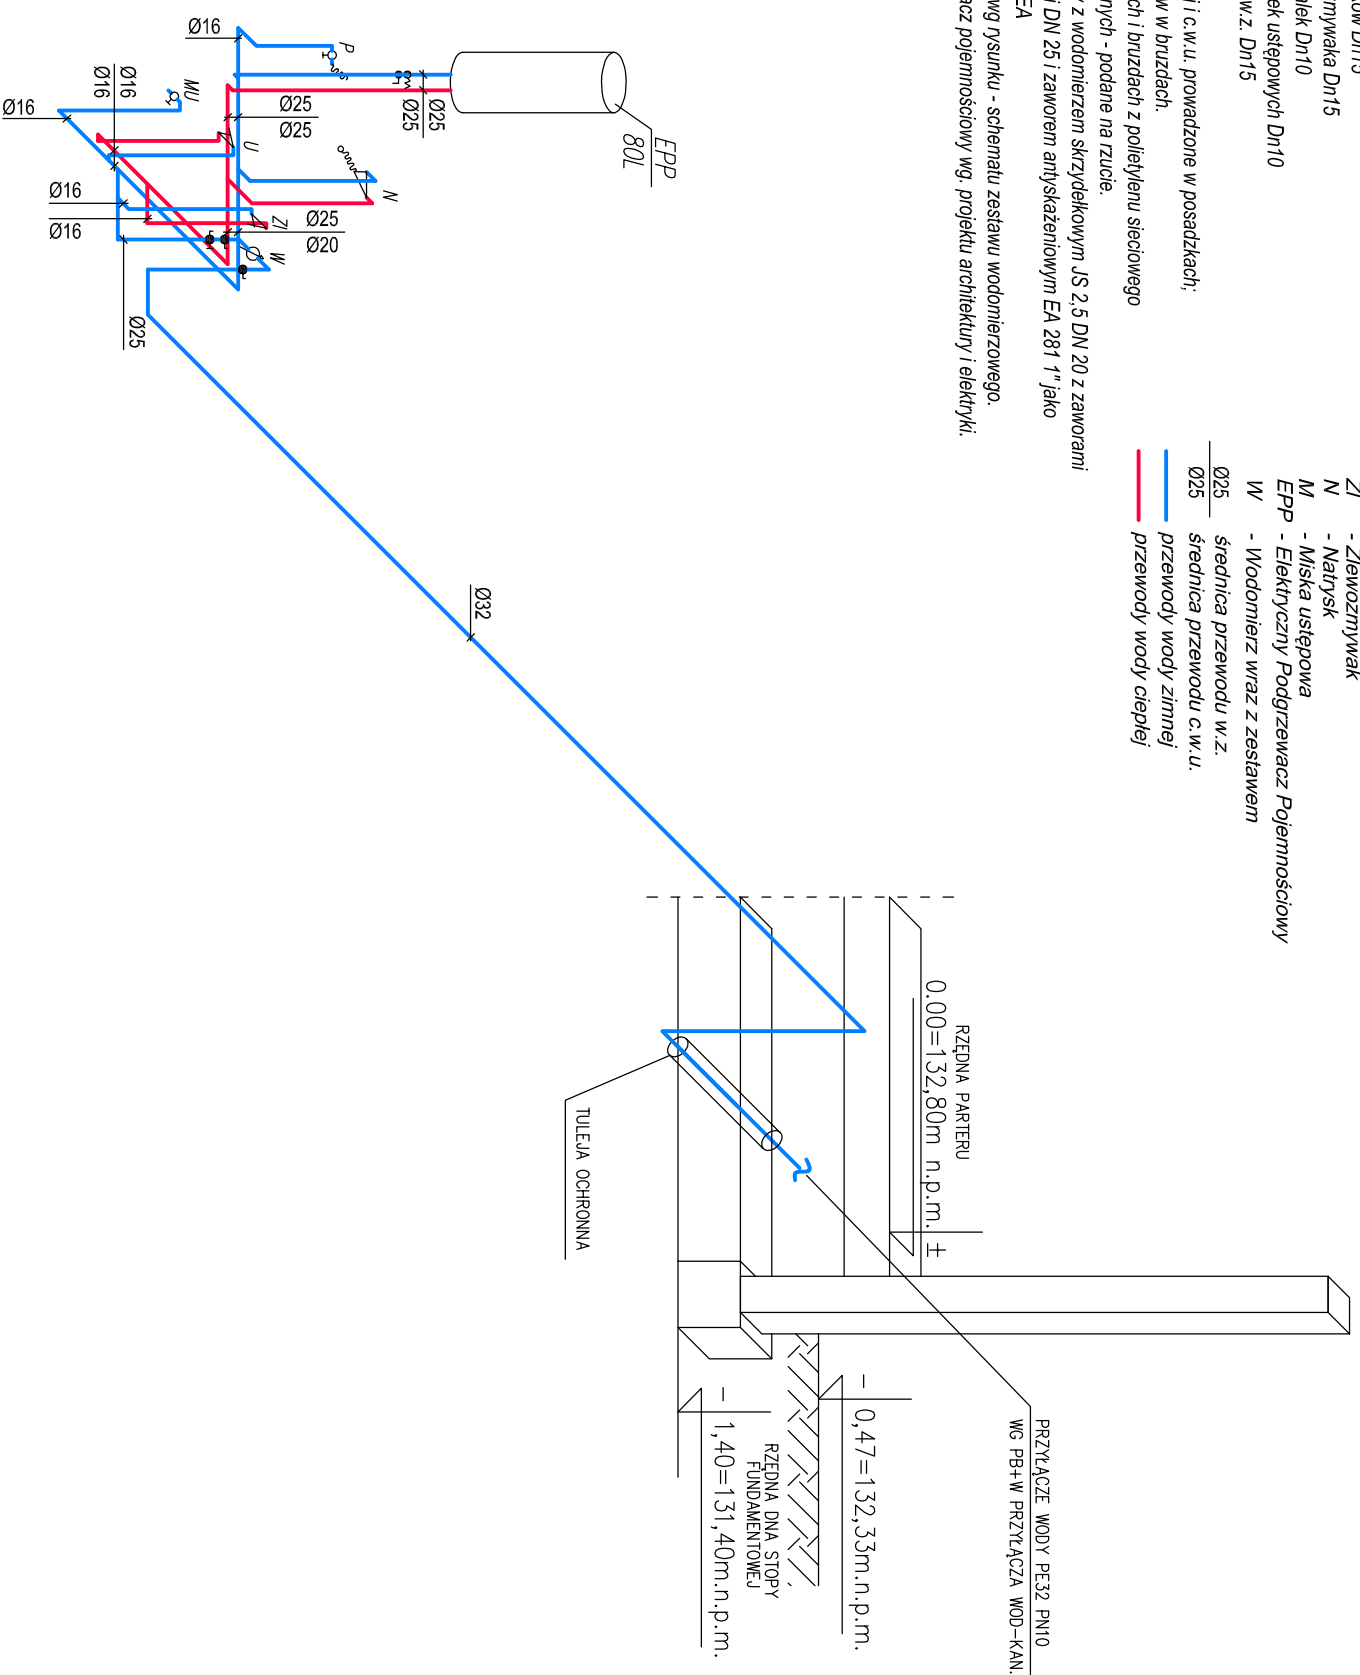 ków Dn15
mywaka Dn15
alek Dn10
ek ustępowych Dn10
w.z. Dn15
j i c.w.u. prowadzone w posadzkach;
w w bruzdach.
ch i bruzdach z polietylenu sieciowego
nych - podane na rzucie.
y z wodomierzem skrzydełkowym JS 2,5 DN 20 z zaworami
i DN 25 i zaworem antyskażeniowym EA 281 1" jako
EA
wg rysunku - schematu zestawu wodomierzowego.
acz pojemnościowy wg. projektu architektury i elektryki.
Zl - Zlewozmywak
N - Natrysk
M - Miska ustępowa
EPP - Elektryczny Podgrzewacz Pojemnościowy
W - Wodomierz wraz z zestawem
Ø25 średnica przewodu w.z.
Ø25 średnica przewodu c.w.u.
przewody wody zimnej
przewody wody ciepłej
EPP
80L
Ø16
P
Ø25
Ø25
Ø16
Ø16
MU
Ø16
Ø25
Ø25
U
N
Ø16
Ø16
Zl
Ø25
Ø20
W
Ø25
Ø32
RZĘDNA PARTERU
0.00=132,80m n.p.m. ±
TULEJA OCHRONNA
PRZYŁĄCZE WODY PE32 PN10
WG PB+W PRZYŁĄCZA WOD-KAN.
- 0,47=132,33m.n.p.m.
RZĘDNA DNA STOPY
FUNDAMENTOWEJ
- 1,40=131,40m.n.p.m.